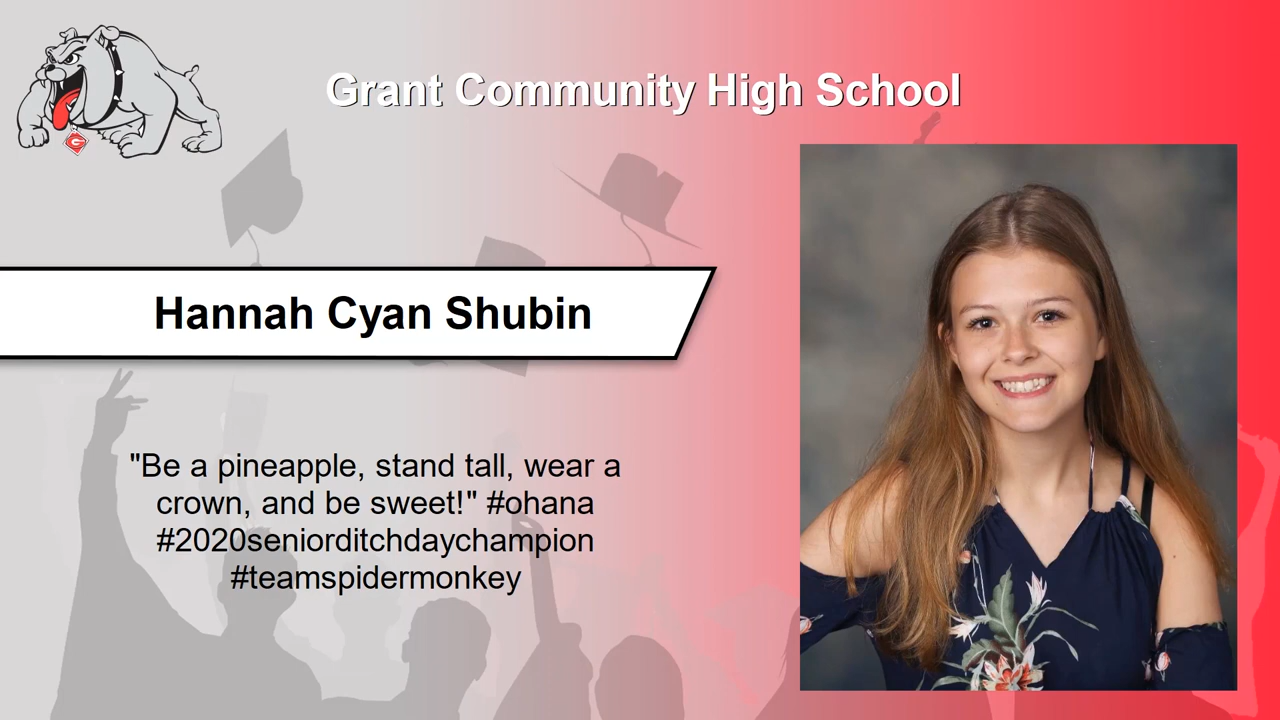 Grant Community High School
Hannah Cyan Shubin
"Be a pineapple, stand tall, wear a
crown, and be sweet!" #ohana
#2020seniorditchdaychampion
#teamspidermonkey
G